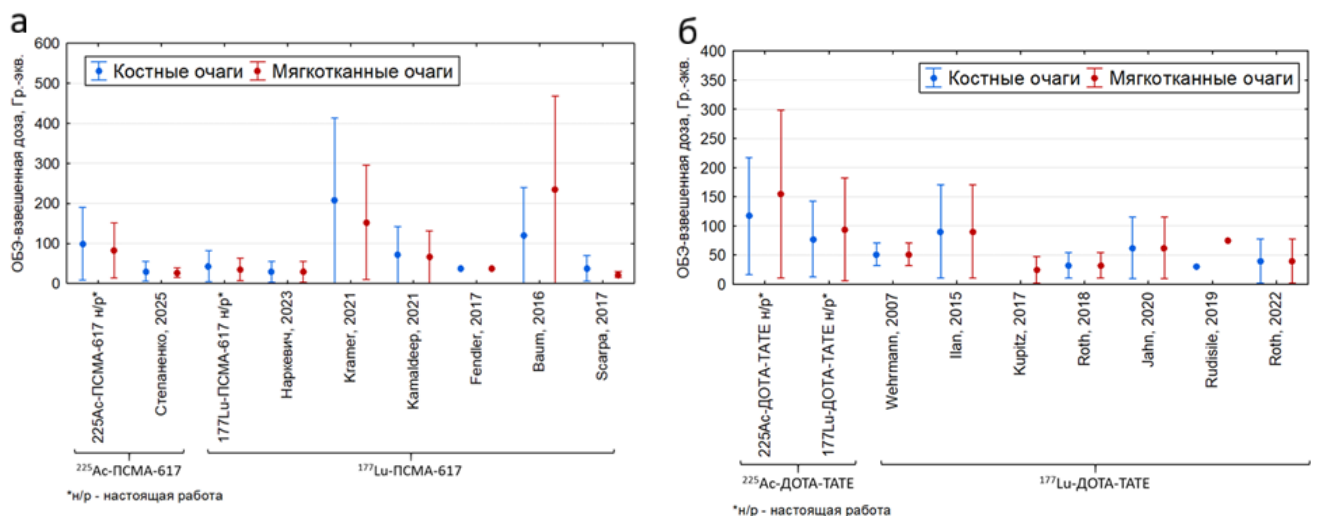 а
600
500
400
300
200
100
0
ОБЭ-взвешенная доза, Гр.-экв.
Костные очаги Мягкотканные очаги
225Ac-ПСМА-617 н/р*
Степаненко, 2025
177Lu-ПСМА-617 н/р*
Наркевич, 2023
Kramer, 2021
Kamaldeep, 2021
Fendler, 2017
Baum, 2016
Scarpa, 2017
²²⁵Ac-ПСМА-617
¹⁷⁷Lu-ПСМА-617
*н/р - настоящая работа
б
400
350
300
250
200
150
100
50
0
ОБЭ-взвешенная доза, Гр.-экв.
Костные очаги Мягкотканные очаги
225Ac-ДОТА-ТАТЕ н/р*
177Lu-ДОТА-ТАТЕ н/р*
Wehrmann, 2007
Ilan, 2015
Kupitz, 2017
Roth, 2018
Jahn, 2020
Rudisile, 2019
Roth, 2022
²²⁵Ac-ДОТА-ТАТЕ
¹⁷⁷Lu-ДОТА-ТАТЕ
*н/р - настоящая работа